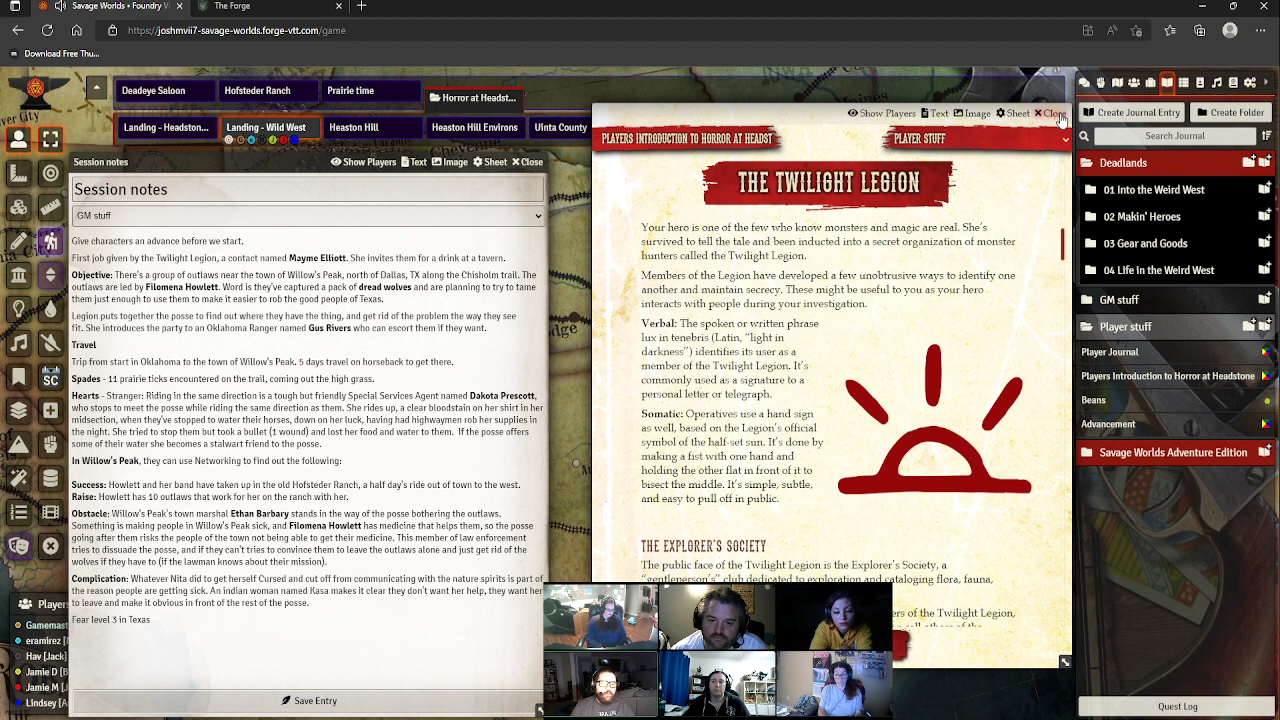 Savage Worlds • Foundry V
The Forge
https://joshmvii7-savage-worlds.forge-vtt.com/game
Download Free Thu...
Deadeye Saloon
Hofsteder Ranch
Prairie time
Horror at Headst...
Landing - Headston...
Landing - Wild West
Heaston Hill
Heaston Hill Environs
Uinta County
Session notes
Show Players Text Image Sheet Close
Session notes
GM stuff
Give characters an advance before we start.
First job given by the Twilight Legion, a contact named Mayme Elliott. She invites them for a drink at a tavern.
Objective: There's a group of outlaws near the town of Willow's Peak, north of Dallas, TX along the Chisholm trail. The
outlaws are led by Filomena Howlett. Word is they've captured a pack of dread wolves and are planning to try to tame
them just enough to use them to make it easier to rob the good people of Texas.
Legion puts together the posse to find out where they have the thing, and get rid of the problem the way they see
fit. She introduces the party to an Oklahoma Ranger named Gus Rivers who can escort them if they want.
Travel
Trip from start in Oklahoma to the town of Willow's Peak. 5 days travel on horseback to get there.
Spades - 11 prairie ticks encountered on the trail, coming out the high grass.
Hearts - Stranger: Riding in the same direction is a tough but friendly Special Services Agent named Dakota Prescott,
who stops to meet the posse while riding the same direction as them. She rides up, a clear bloodstain on her shirt in her
midsection, when they've stopped to water their horses, down on her luck, having had highwaymen rob her supplies in
the night. She tried to stop them but took a bullet (1 wound) and lost her food and water to them. If the posse offers
some of their water she becomes a stalwart friend to the posse.
In Willow's Peak, they can use Networking to find out the following:
Success: Howlett and her band have taken up in the old Hofsteder Ranch, a half day's ride out of town to the west.
Raise: Howlett has 10 outlaws that work for her on the ranch with her.
Obstacle: Willow's Peak's town marshal Ethan Barbary stands in the way of the posse bothering the outlaws.
Something is making people in Willow's Peak sick, and Filomena Howlett has medicine that helps them, so the posse
going after them risks the people of the town not being able to get their medicine. This member of law enforcement
tries to dissuade the posse, and if they can't tries to convince them to leave the outlaws alone and just get rid of the
wolves if they have to (if the lawman knows about their mission).
Complication: Whatever Nita did to get herself Cursed and cut off from communicating with the nature spirits is part of
the reason people are getting sick. An indian woman named Kasa makes it clear they don't want her help, they want her
to leave and make it obvious in front of the rest of the posse.
Fear level 3 in Texas
Save Entry
Players
Gamemast
eramirez [
Hav [Jack]
Jamie D [
Jamie M [
Lindsey [A
SC
Show Players Text Image Sheet Close
PLAYERS INTRODUCTION TO HORROR AT HEADST
PLAYER STUFF
THE TWILIGHT LEGION
Your hero is one of the few who know monsters and magic are real. She's
survived to tell the tale and been inducted into a secret organization of monster
hunters called the Twilight Legion.
Members of the Legion have developed a few unobtrusive ways to identify one
another and maintain secrecy. These might be useful to you as your hero
interacts with people during your investigation.
Verbal: The spoken or written phrase
lux in tenebris (Latin, "light in
darkness") identifies its user as a
member of the Twilight Legion. It's
commonly used as a signature to a
personal letter or telegraph.
Somatic: Operatives use a hand sign
as well, based on the Legion's official
symbol of the half-set sun. It's done by
making a fist with one hand and
holding the other flat in front of it to
bisect the middle. It's simple, subtle,
and easy to pull off in public.
THE EXPLORER'S SOCIETY
The public face of the Twilight Legion is the Explorer's Society, a
"gentleperson's" club dedicated to exploration and cataloging flora, fauna,
ers of the Twilight Legion,
Create Journal Entry
Create Folder
Search Journal
Deadlands
01 Into the Weird West
02 Makin' Heroes
03 Gear and Goods
04 Life in the Weird West
GM stuff
Player stuff
Player Journal
Players Introduction to Horror at Headstone
Beans
Advancement
Savage Worlds Adventure Edition
Quest Log